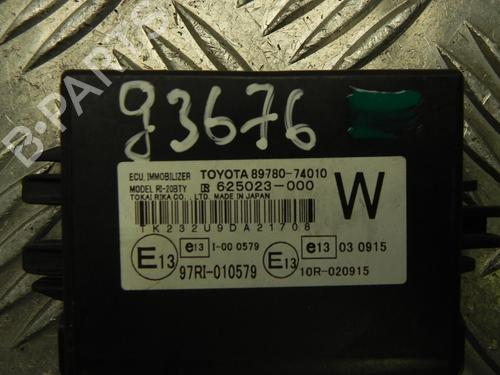 B-PARTS
93676
ECU, IMMOBILIZER TOYOTA 89780-74010
MODEL RI-20BTY 625023-000
TOKAI RIKA CO., LTD. MADE IN JAPAN
W
TK232U9DA21708
E13 e13 I-00 0579
97RI-010579
E13 e13 03 0915
10R-020915